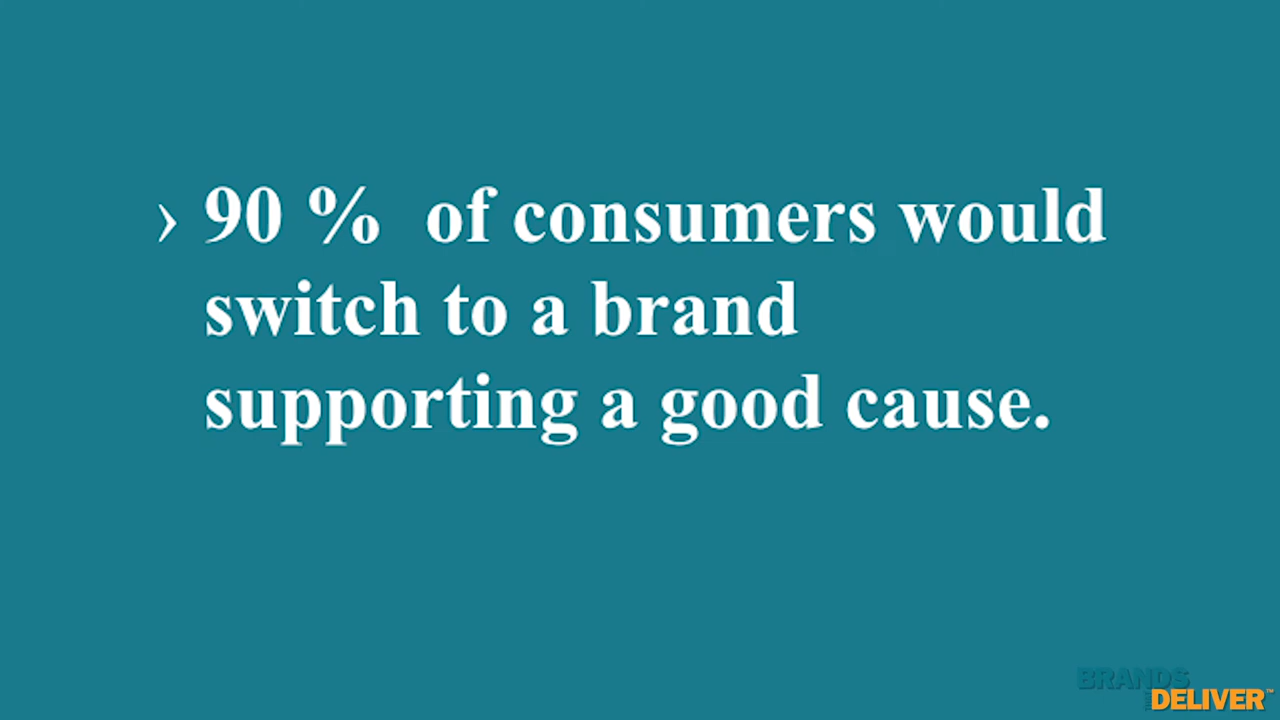 › 90 %  of consumers would
switch to a brand
supporting a good cause.
BRANDS
DELIVER™